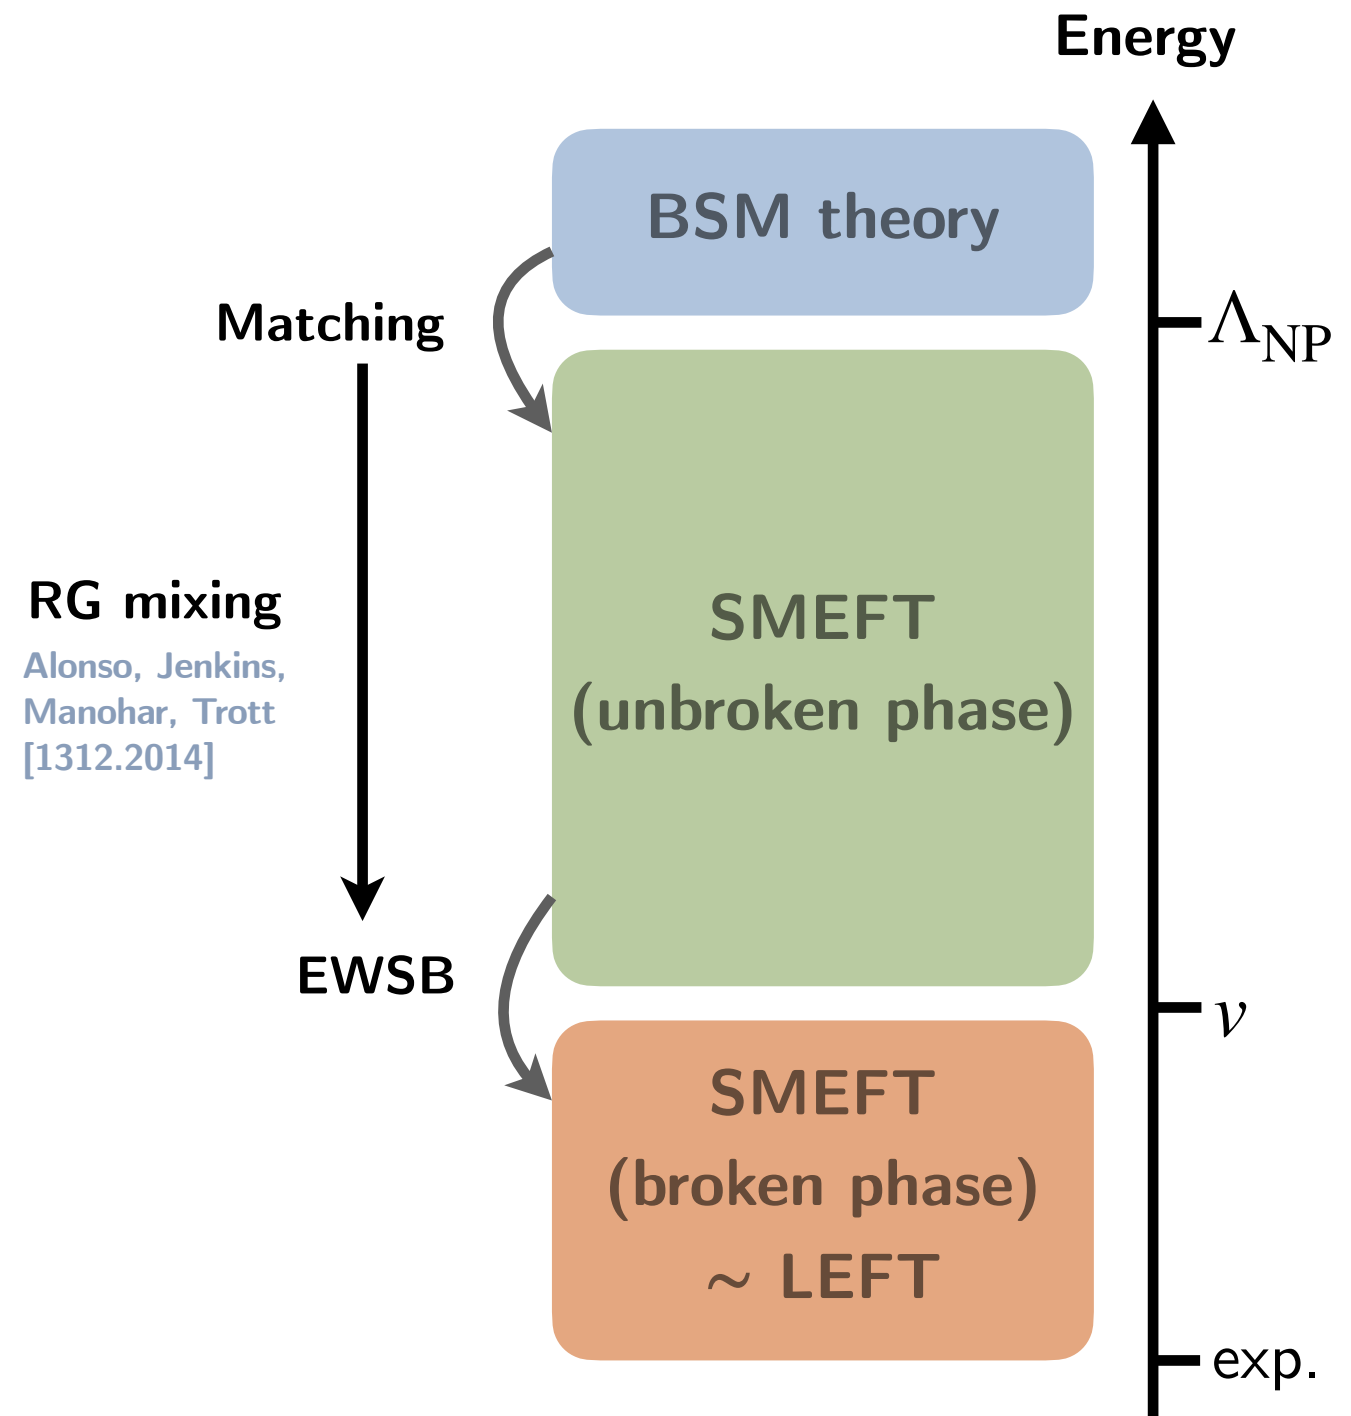 Energy
BSM theory
Matching
Λ_NP
RG mixing
Alonso, Jenkins,
Manohar, Trott
[1312.2014]
SMEFT
(unbroken phase)
EWSB
v
SMEFT
(broken phase)
~ LEFT
exp.